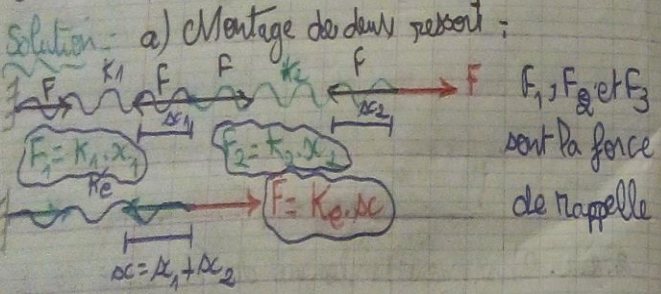 Solution:- a) Montage de deux ressort :
F K1 F F K2 F F
x1 x2
F1 = K1.x1 F2 = K2.x2
F1, F2 et F3
sont la force
de rappelle
Ke
F = Ke.x
x = x1 + x2